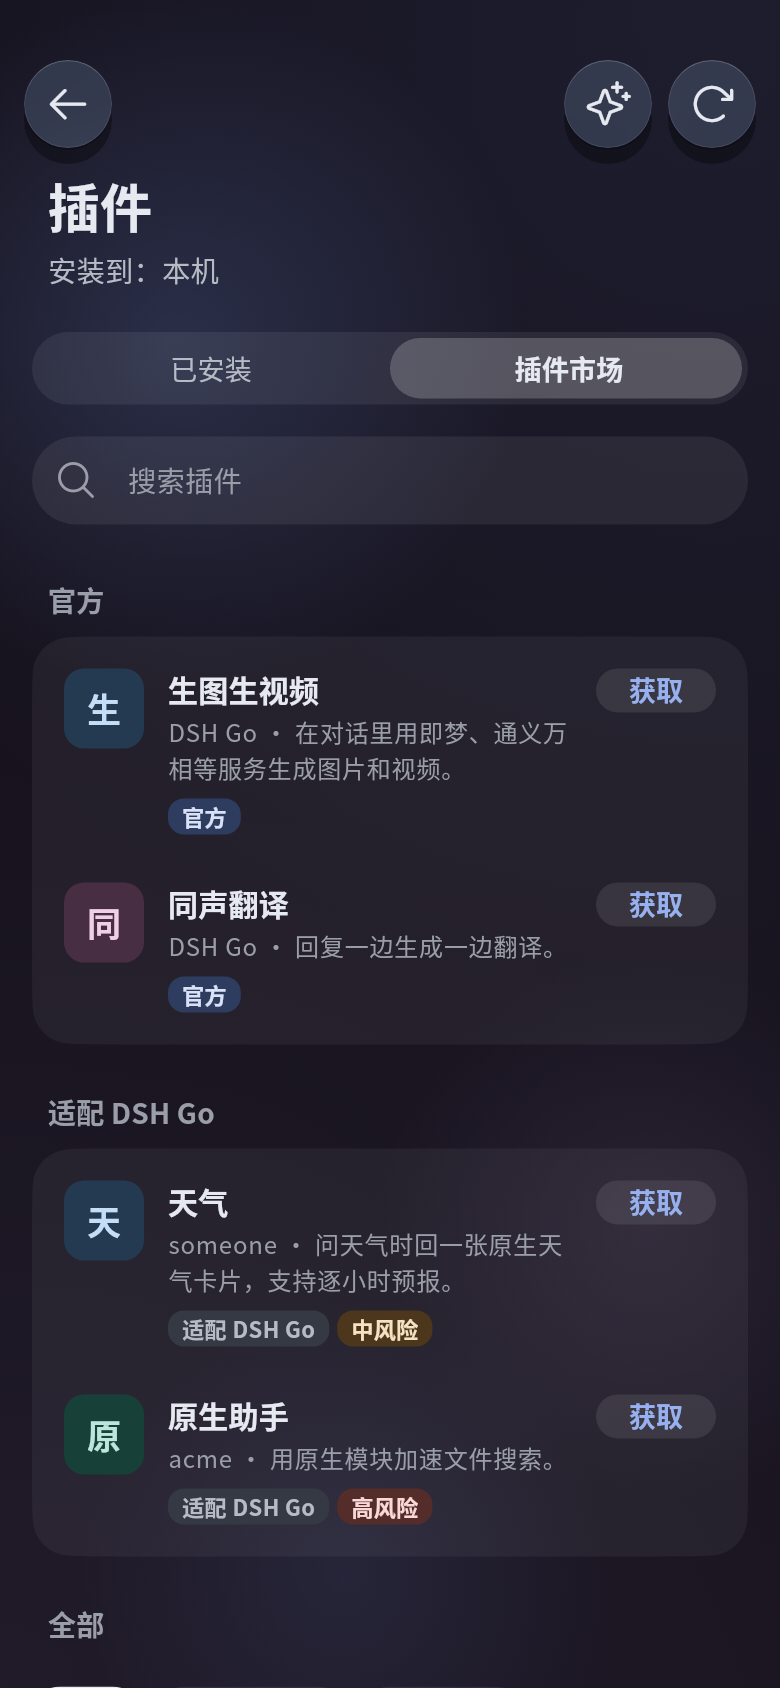 插件
安装到：本机
已安装
插件市场
搜索插件
官方
生
生图生视频
获取
DSH Go · 在对话里用即梦、通义万
相等服务生成图片和视频。
官方
同
同声翻译
获取
DSH Go · 回复一边生成一边翻译。
官方
适配 DSH Go
天
天气
获取
someone · 问天气时回一张原生天
气卡片，支持逐小时预报。
适配 DSH Go
中风险
原
原生助手
获取
acme · 用原生模块加速文件搜索。
适配 DSH Go
高风险
全部